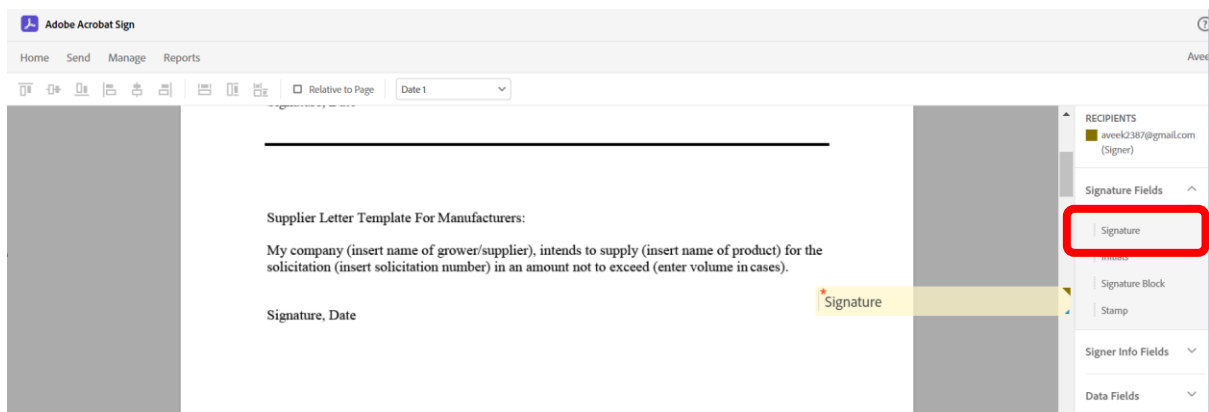 Adobe Acrobat Sign
Home Send Manage Reports
Relative to Page Date 1
Signature, Date
Supplier Letter Template For Manufacturers:
My company (insert name of grower/supplier), intends to supply (insert name of product) for the
solicitation (insert solicitation number) in an amount not to exceed (enter volume in cases).
* Signature
Signature, Date
RECIPIENTS
aveek2387@gmail.com
(Signer)
Signature Fields
Signature
Initials
Signature Block
Stamp
Signer Info Fields
Data Fields